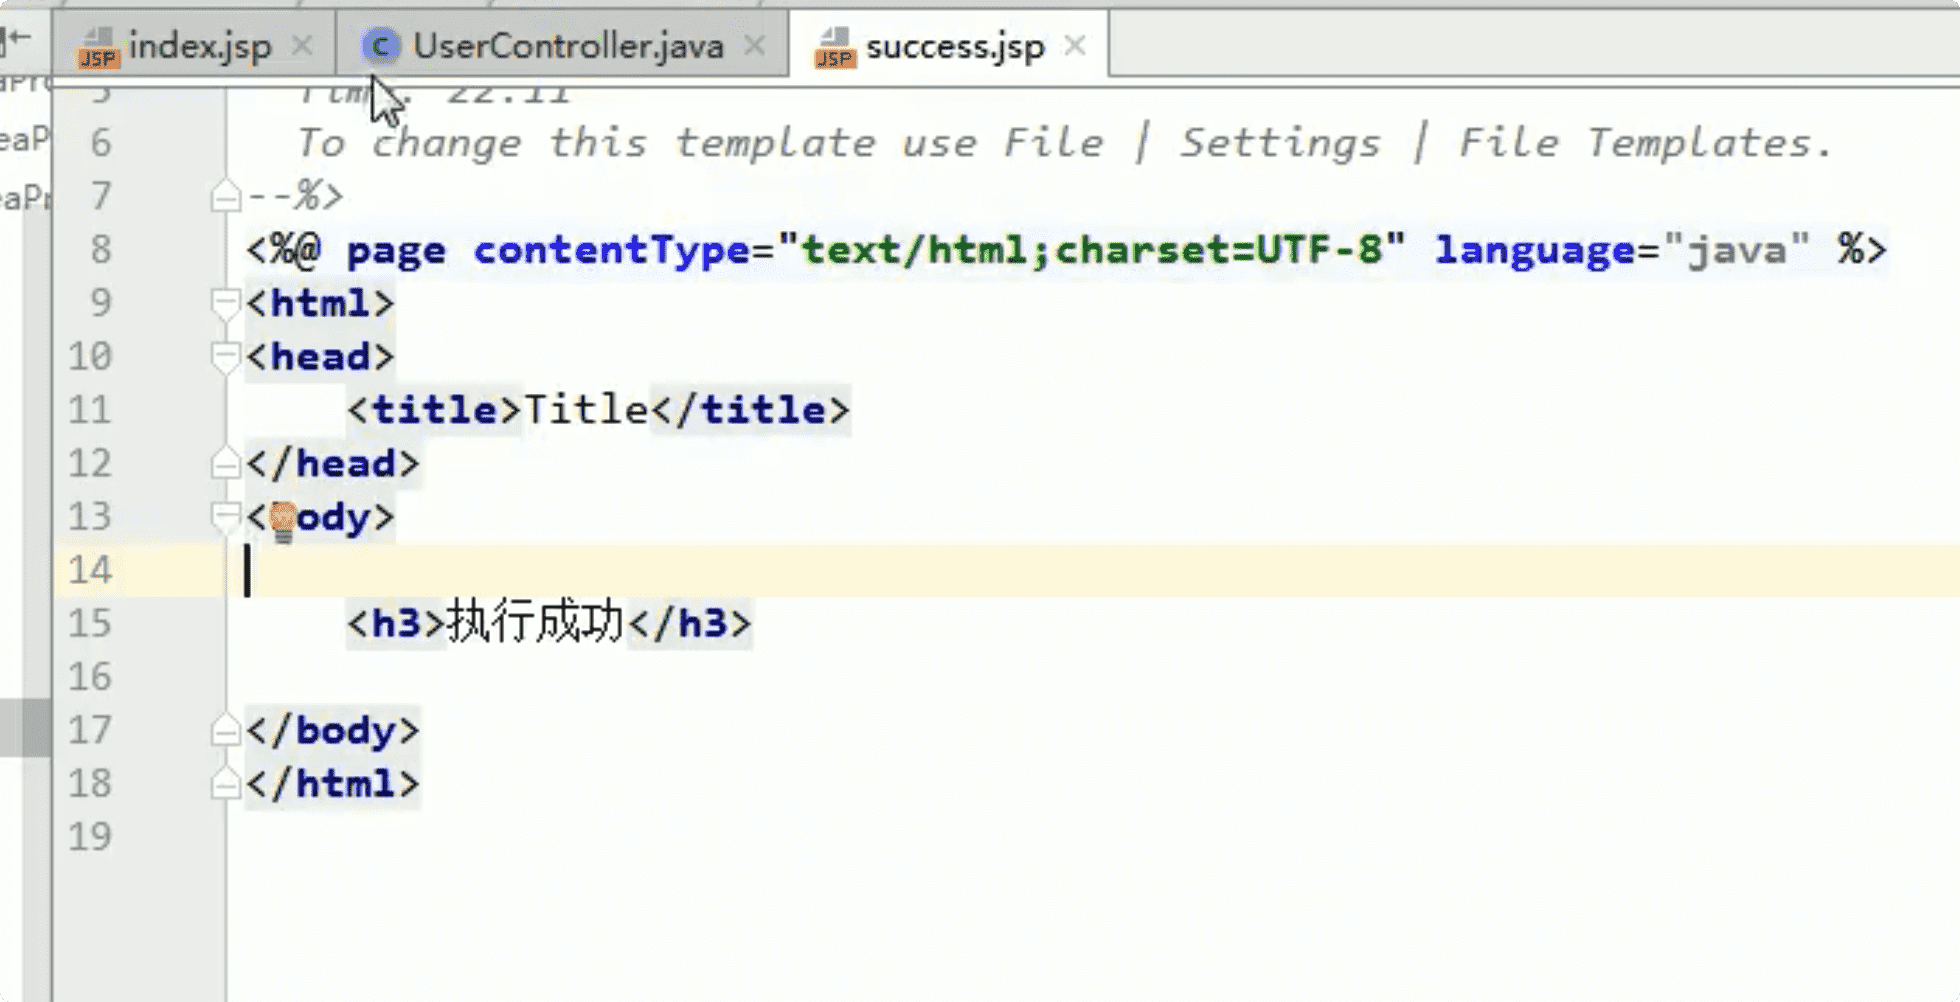 index.jsp UserController.java success.jsp
5 Time: 22:11
6 To change this template use File | Settings | File Templates.
7 --%>
8 <%@ page contentType="text/html;charset=UTF-8" language="java" %>
9 <html>
10 <head>
11 <title>Title</title>
12 </head>
13 <body>
14
15 <h3>执行成功</h3>
16
17 </body>
18 </html>
19